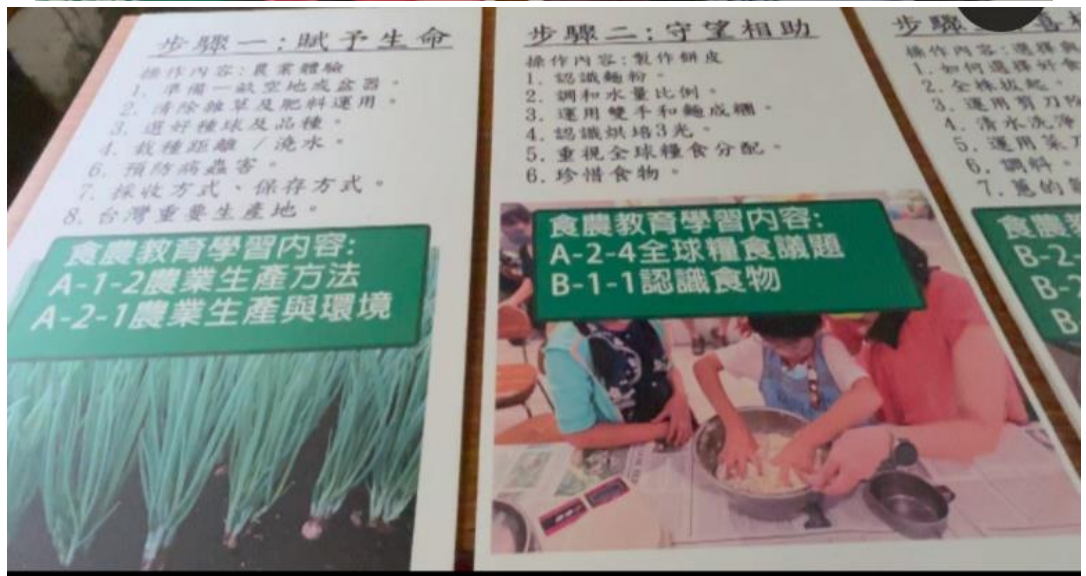 步驟一:賦予生命
操作內容:農業體驗
1. 準備一啟空地或盆器。
2. 清除雜草及肥料運用。
3. 選好種球及品種。
4. 栽種距離 / 澆水。
6. 預防病蟲害。
7. 採收方式、保存方式。
8. 台灣重要生產地。
食農教育學習內容:
A-1-2農業生產方法
A-2-1農業生產與環境
步驟二:守望相助
操作內容:製作餅皮
1. 認識麵粉。
2. 調和水量比例。
3. 運用雙手和麵成糰。
4. 認識烘培3光。
5. 重視全球糧食分配。
6. 珍惜食物。
食農教育學習內容:
A-2-4全球糧食議題
B-1-1認識食物
步驟
操作內容:選擇與
1. 如何選擇好食
2. 全株拔起。
3. 運用剪刀除
4. 清水洗淨
5. 運用菜刀
6. 調料。
7. 蔥的
食農教
B-2-
B-2
B